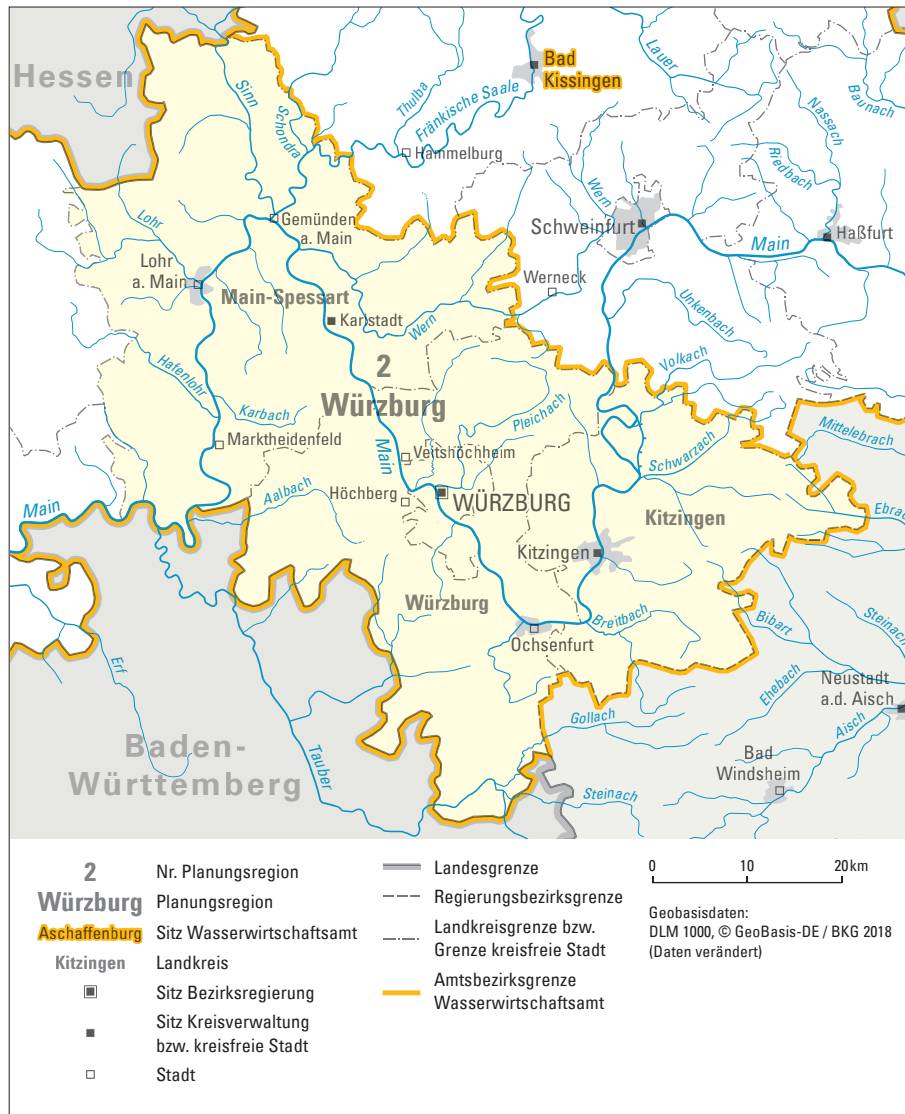 Hessen
Sinn
Schondra
Thulba
Fränkische Saale
Bad
Kissingen
Lauer
Nassach
Baunach
Riedbach
Hammelburg
Wern
Schweinfurt
Haßfurt
Main
Lohr
Gemünden
a. Main
Lohr
a. Main
Main-Spessart
Werneck
Karlstadt
Wern
Unkenbach
Volkach
Hafenlohr
2
Würzburg
Karbach
Marktheidenfeld
Main
Veitshöchheim
Pleichach
Schwarzach
Mittelebrach
Aalbach
Höchberg
WÜRZBURG
Kitzingen
Ebrach
Main
Kitzingen
Würzburg
Breitbach
Ochsenfurt
Bibart
Steinach
Erf
Ehebach
Neustadt
a.d. Aisch
Gollach
Aisch
Baden-
Württemberg
Tauber
Bad
Windsheim
Steinach
2
Nr. Planungsregion
Würzburg
Planungsregion
Aschaffenburg
Sitz Wasserwirtschaftsamt
Kitzingen
Landkreis
Sitz Bezirksregierung
Sitz Kreisverwaltung
bzw. kreisfreie Stadt
Stadt
Landesgrenze
Regierungsbezirksgrenze
Landkreisgrenze bzw.
Grenze kreisfreie Stadt
Amtsbezirksgrenze
Wasserwirtschaftsamt
0 10 20 km
Geobasisdaten:
DLM 1000, © GeoBasis-DE / BKG 2018
(Daten verändert)